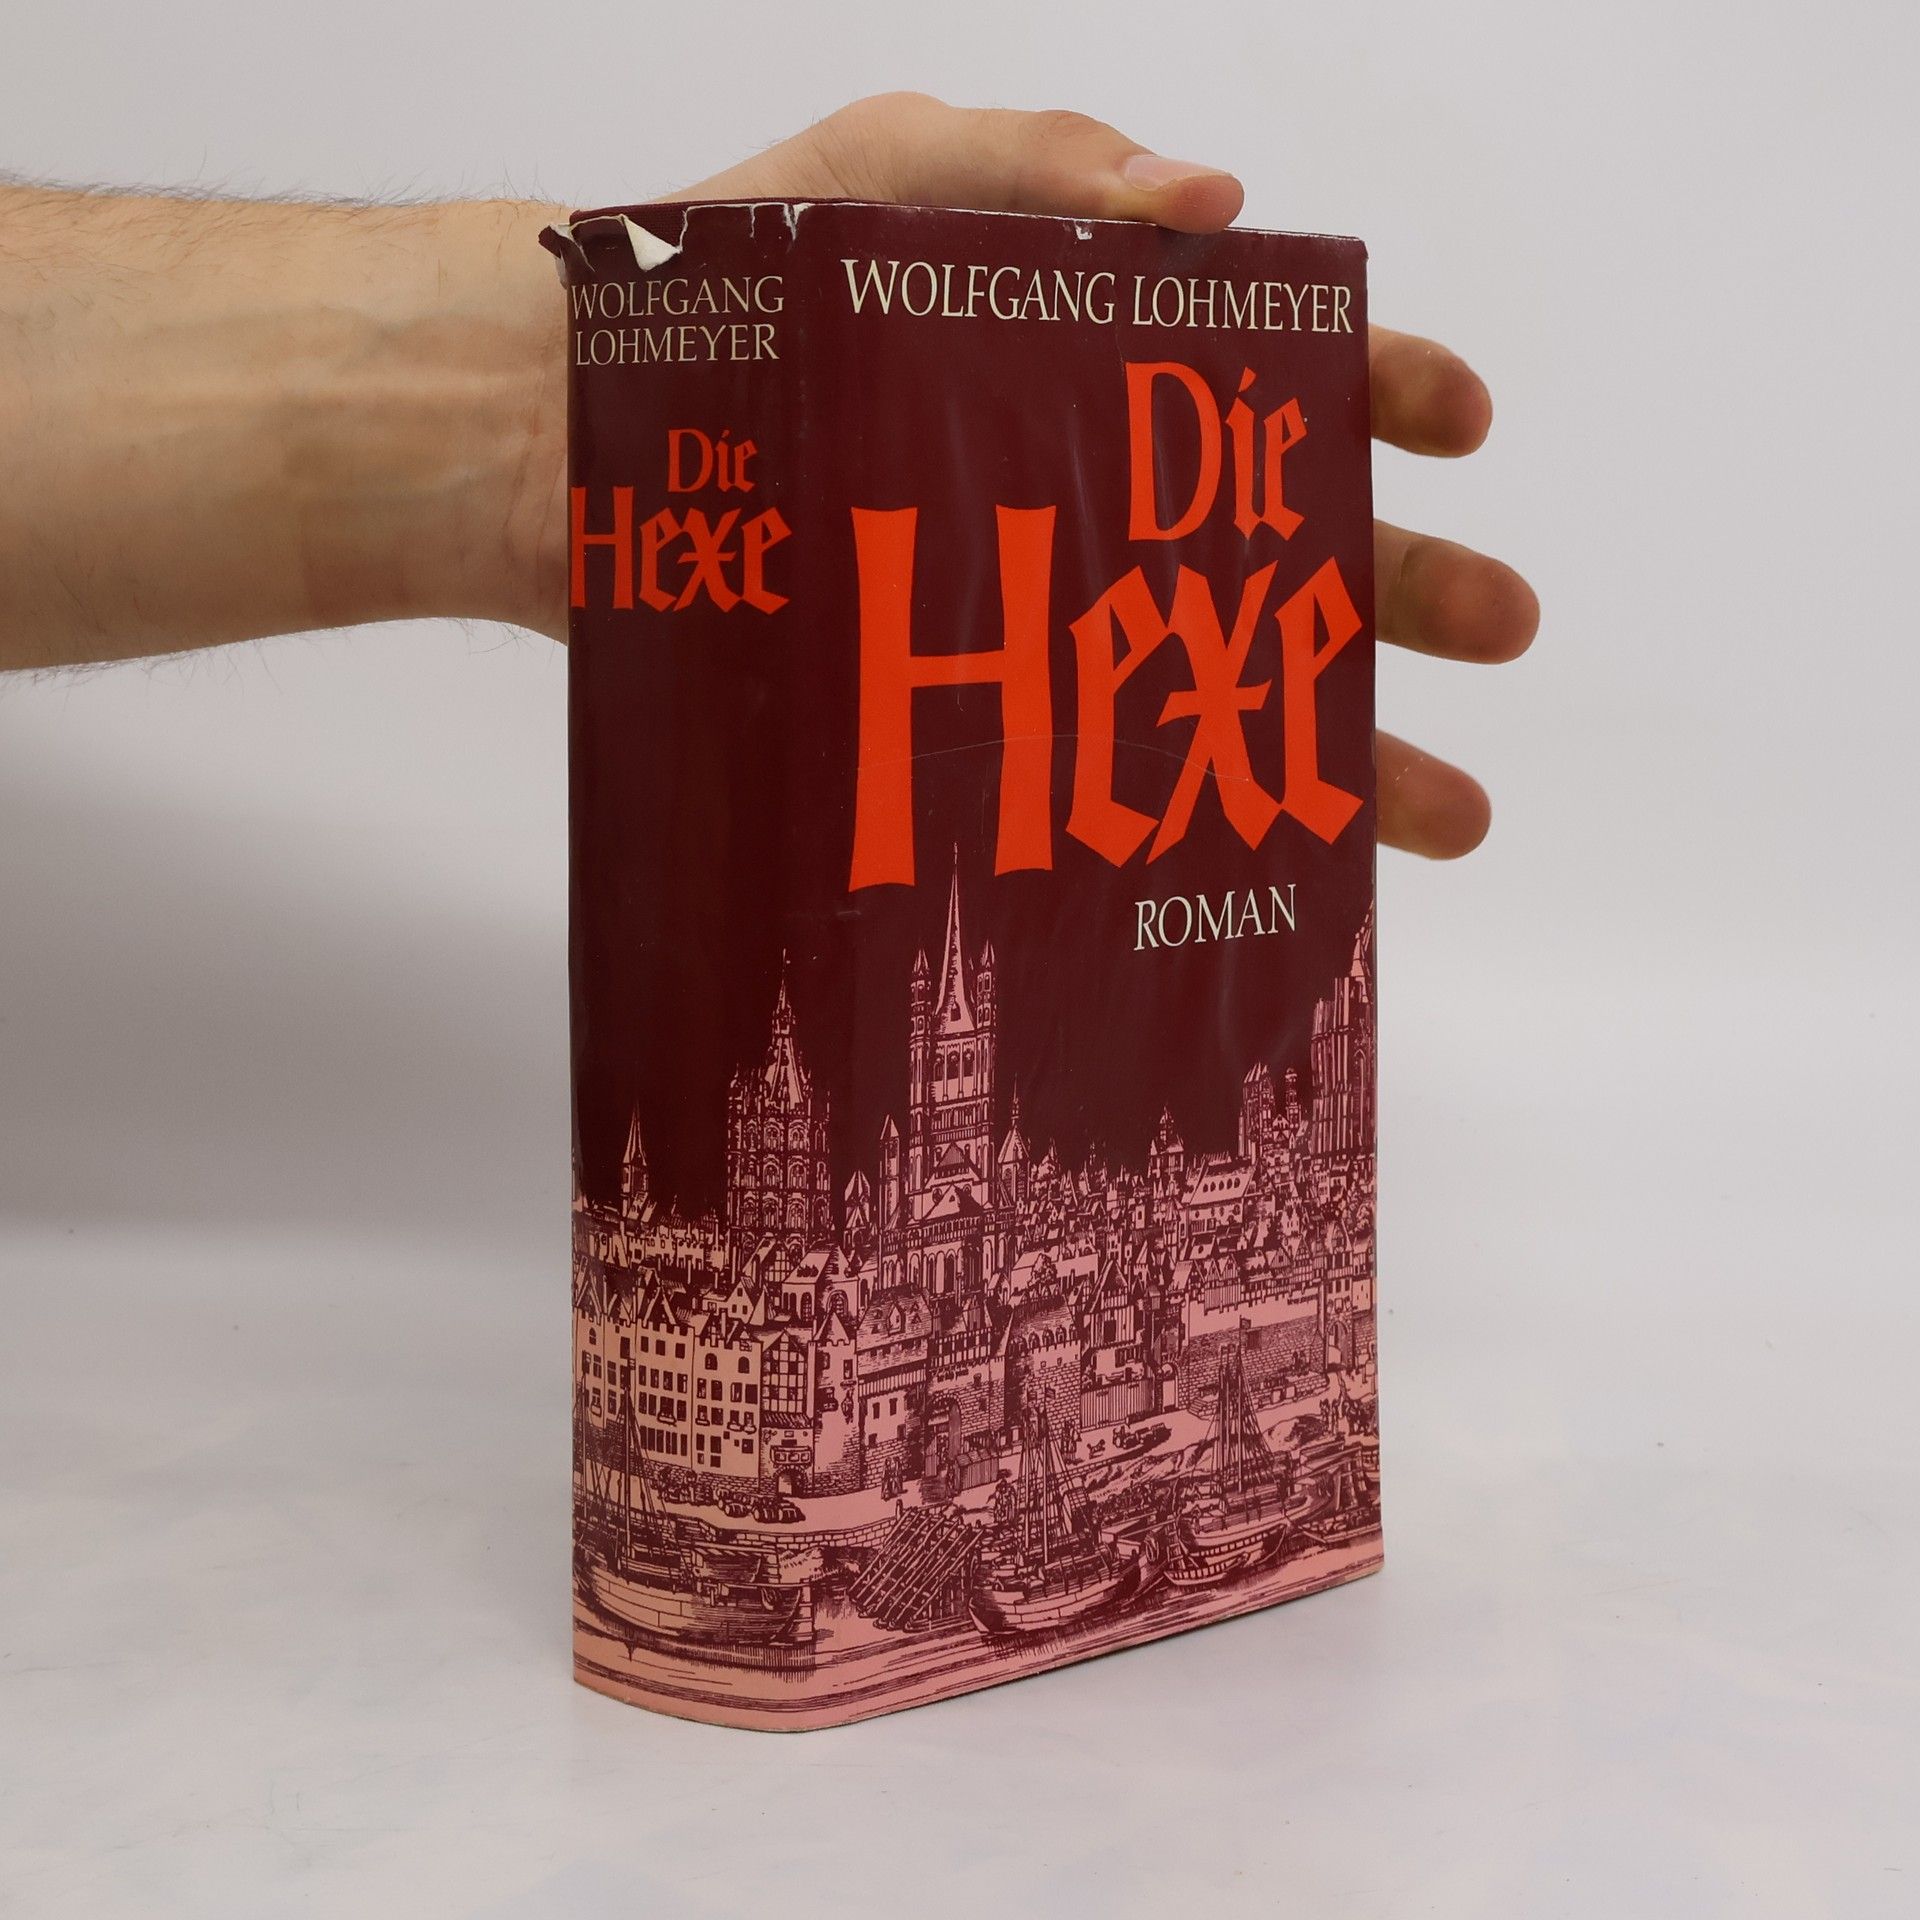 WOLFGANG
LOHMEYER
Die
Hexe
WOLFGANG LOHMEYER
Die
Hexe
ROMAN